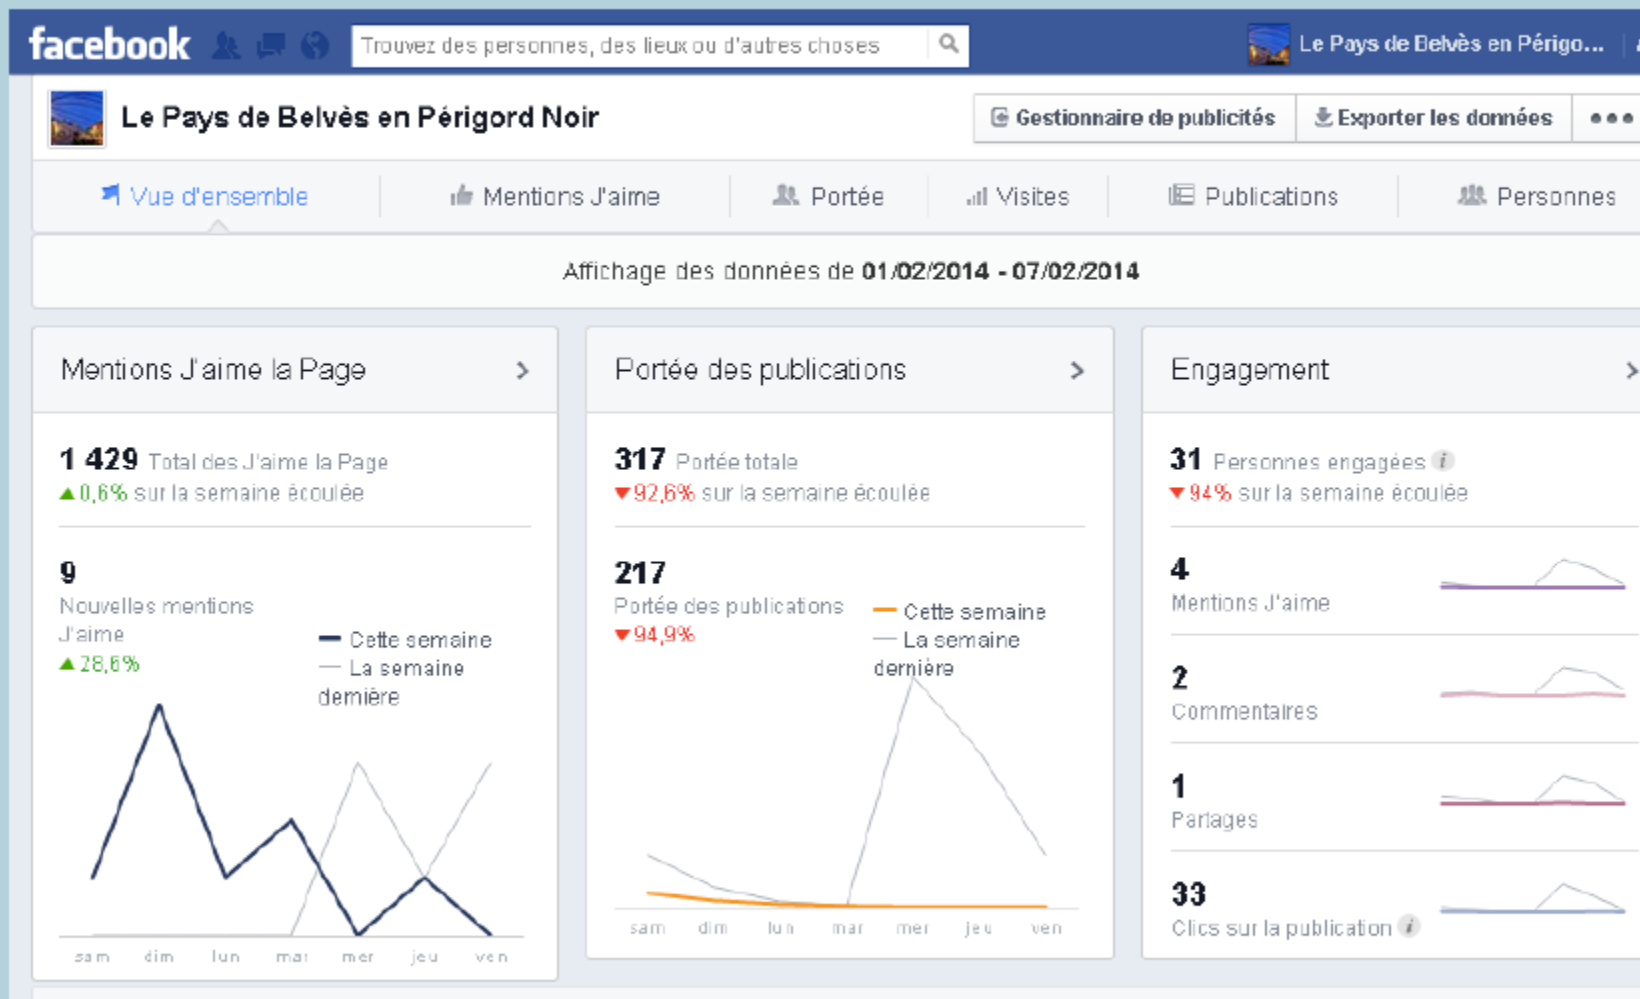 facebook
Trouvez des personnes, des lieux ou d'autres choses
Le Pays de Belvès en Périgo...
Le Pays de Belvès en Périgord Noir
Gestionnaire de publicités
Exporter les données
Vue d'ensemble
Mentions J'aime
Portée
Visites
Publications
Personnes
Affichage des données de 01/02/2014 - 07/02/2014
Mentions J'aime la Page
1 429 Total des J'aime la Page
0,6% sur la semaine écoulée
9
Nouvelles mentions
J'aime
28,6%
Cette semaine
La semaine
dernière
sam dim lun mar mer jeu ven
Portée des publications
317 Portée totale
92,6% sur la semaine écoulée
217
Portée des publications
94,9%
Cette semaine
La semaine
dernière
sam dim lun mar mer jeu ven
Engagement
31 Personnes engagées i
94% sur la semaine écoulée
4
Mentions J'aime
2
Commentaires
1
Partages
33
Clics sur la publication i